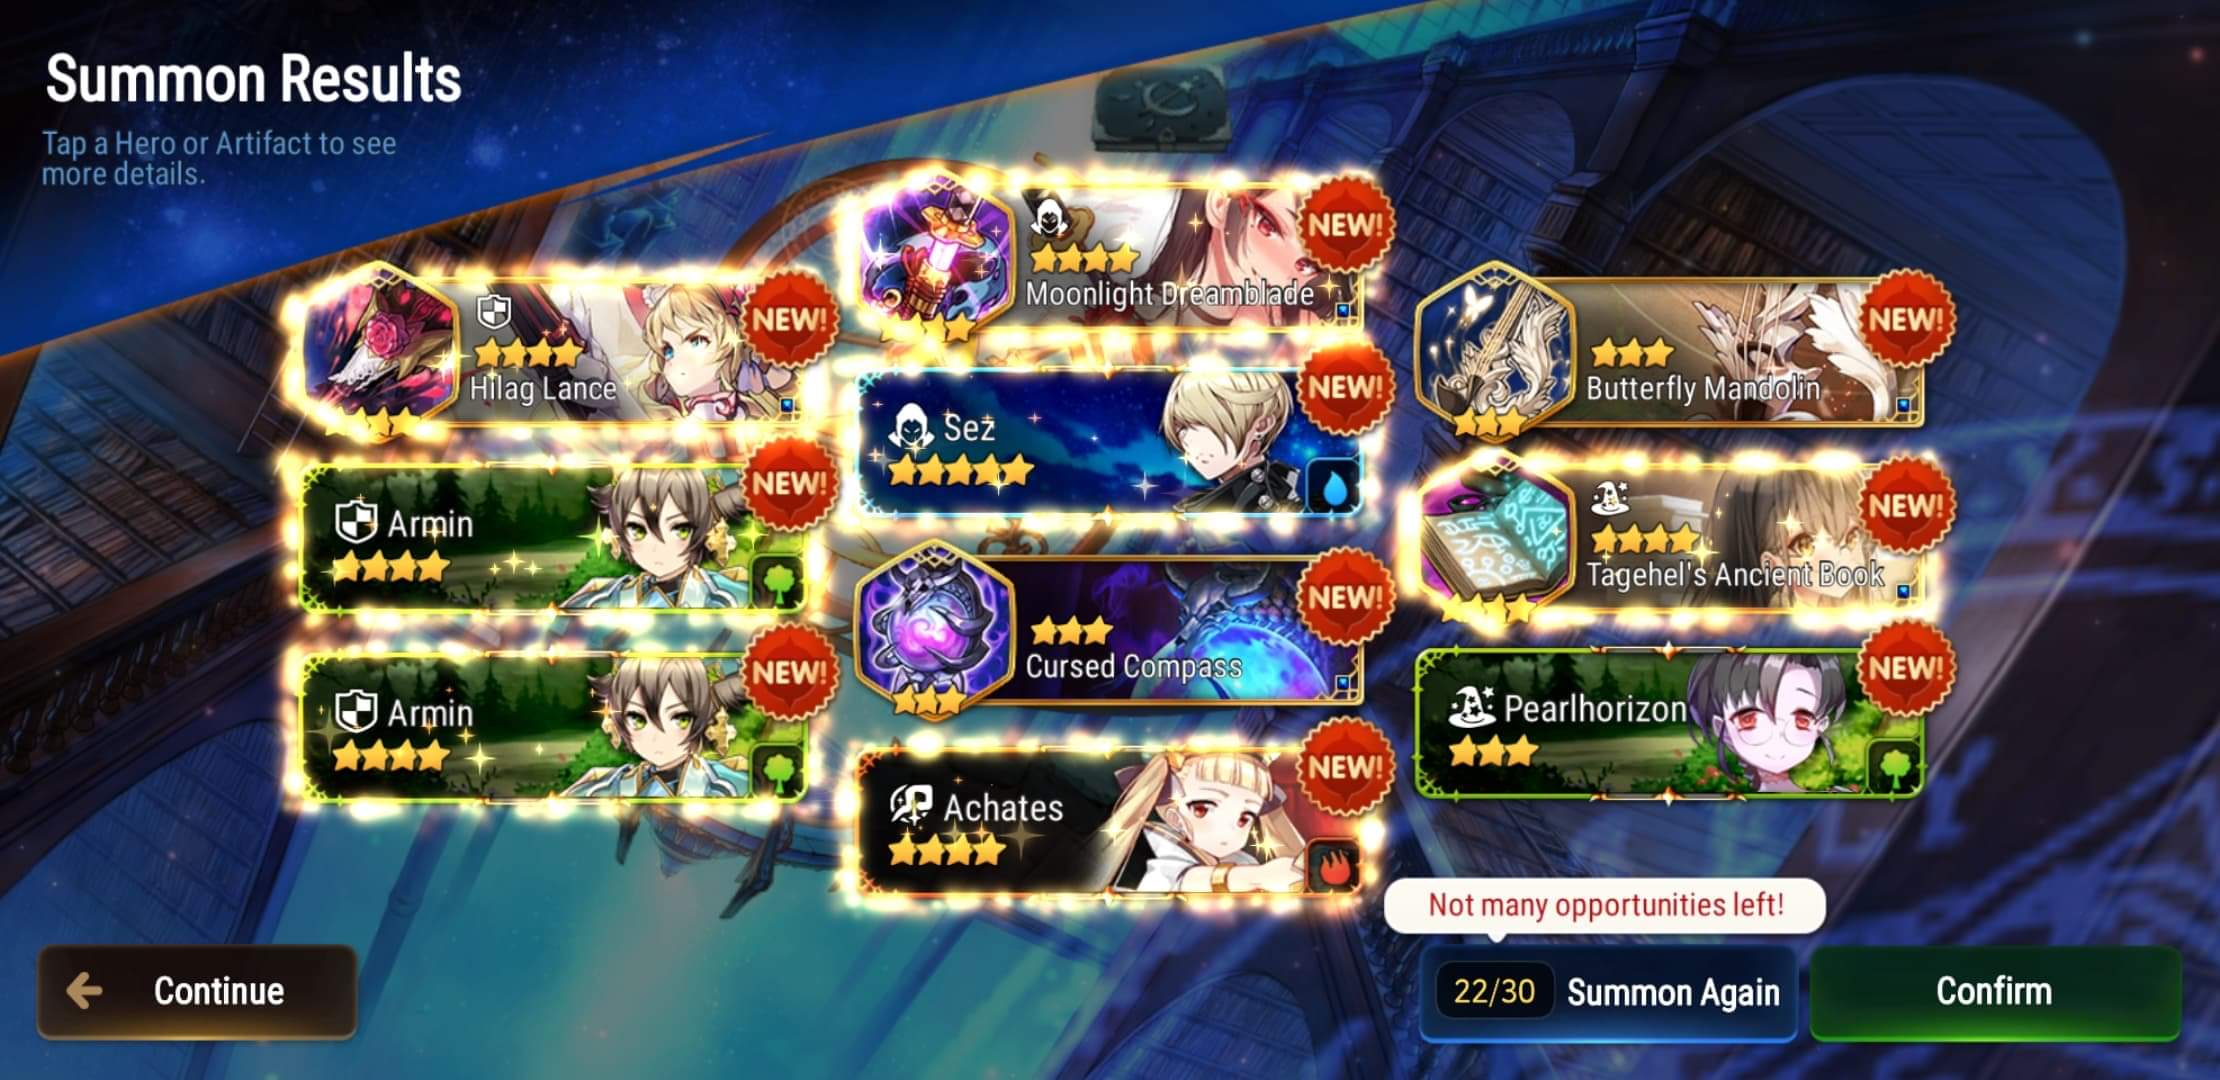 Summon Results
Tap a Hero or Artifact to see
more details.
NEW!
Hilag Lance
NEW!
Armin
NEW!
Armin
NEW!
Moonlight Dreamblade
NEW!
Sez
NEW!
Cursed Compass
NEW!
Achates
NEW!
Butterfly Mandolin
NEW!
Tagehel's Ancient Book
NEW!
Pearlhorizon
Not many opportunities left!
Continue
22/30 Summon Again
Confirm